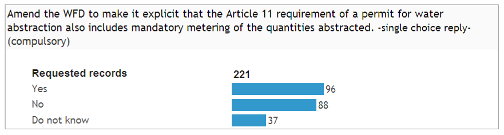 Amend the WFD to make it explicit that the Article 11 requirement of a permit for water
abstraction also includes mandatory metering of the quantities abstracted. -single choice reply-
(compulsory)
Requested records 221
Yes 96
No 88
Do not know 37